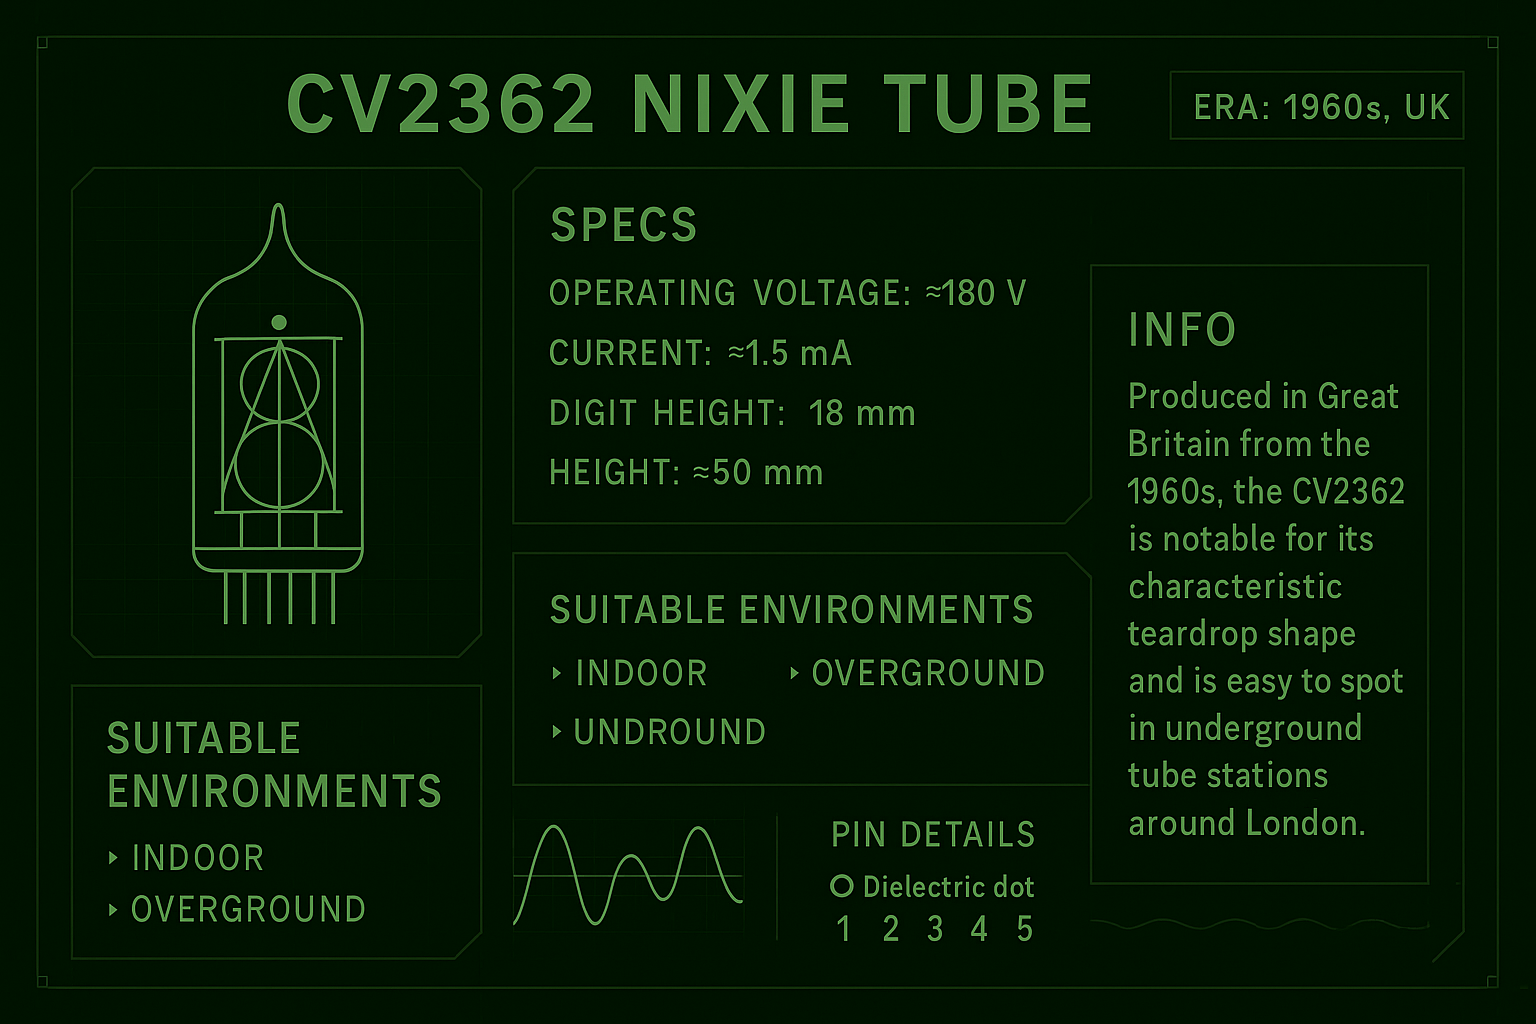 CV2362 NIXIE TUBE
ERA: 1960s, UK
SPECS
OPERATING VOLTAGE: ≈180 V
CURRENT: ≈1.5 mA
DIGIT HEIGHT: 18 mm
HEIGHT: ≈50 mm
INFO
Produced in Great
Britain from the
1960s, the CV2362
is notable for its
characteristic
teardrop shape
and is easy to spot
in underground
tube stations
around London.
SUITABLE ENVIRONMENTS
▸ INDOOR ▸ OVERGROUND
▸ UNDROUND
SUITABLE
ENVIRONMENTS
▸ INDOOR
▸ OVERGROUND
PIN DETAILS
Dielectric dot
1 2 3 4 5